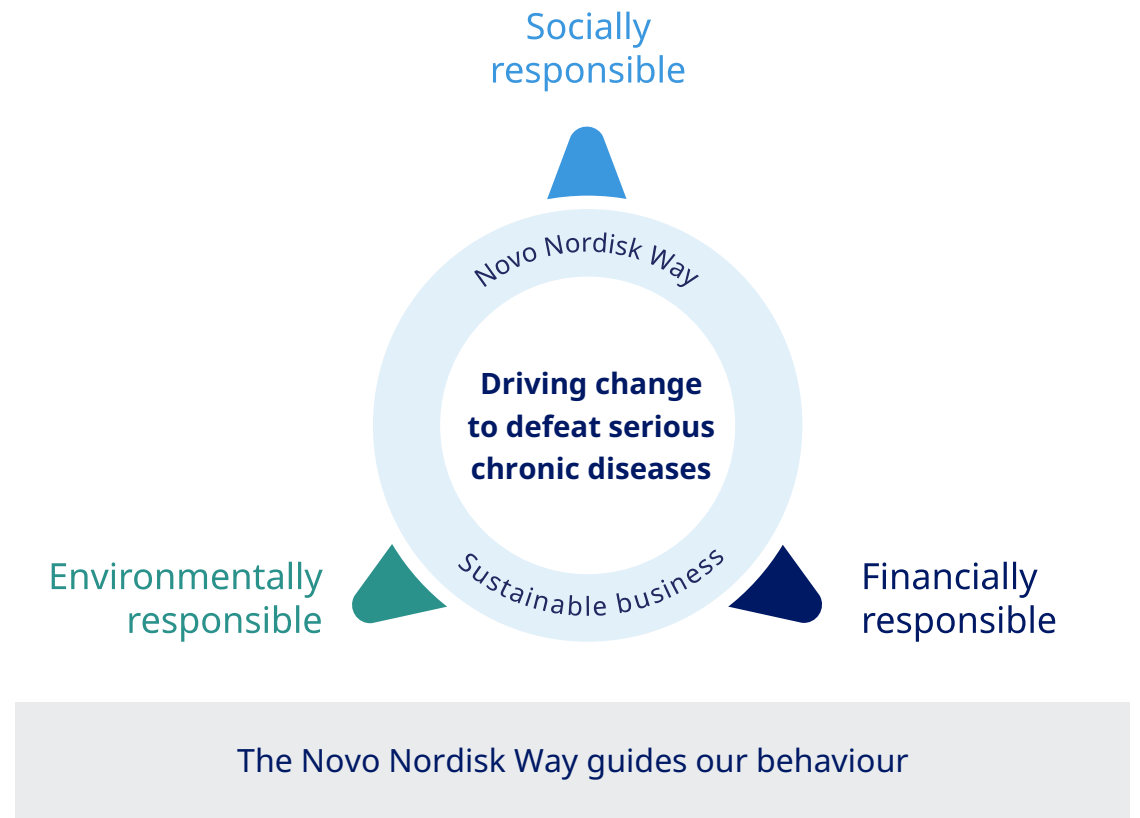 Socially
responsible
Novo Nordisk Way
Driving change
to defeat serious
chronic diseases
Sustainable business
Environmentally
responsible
Financially
responsible
The Novo Nordisk Way guides our behaviour